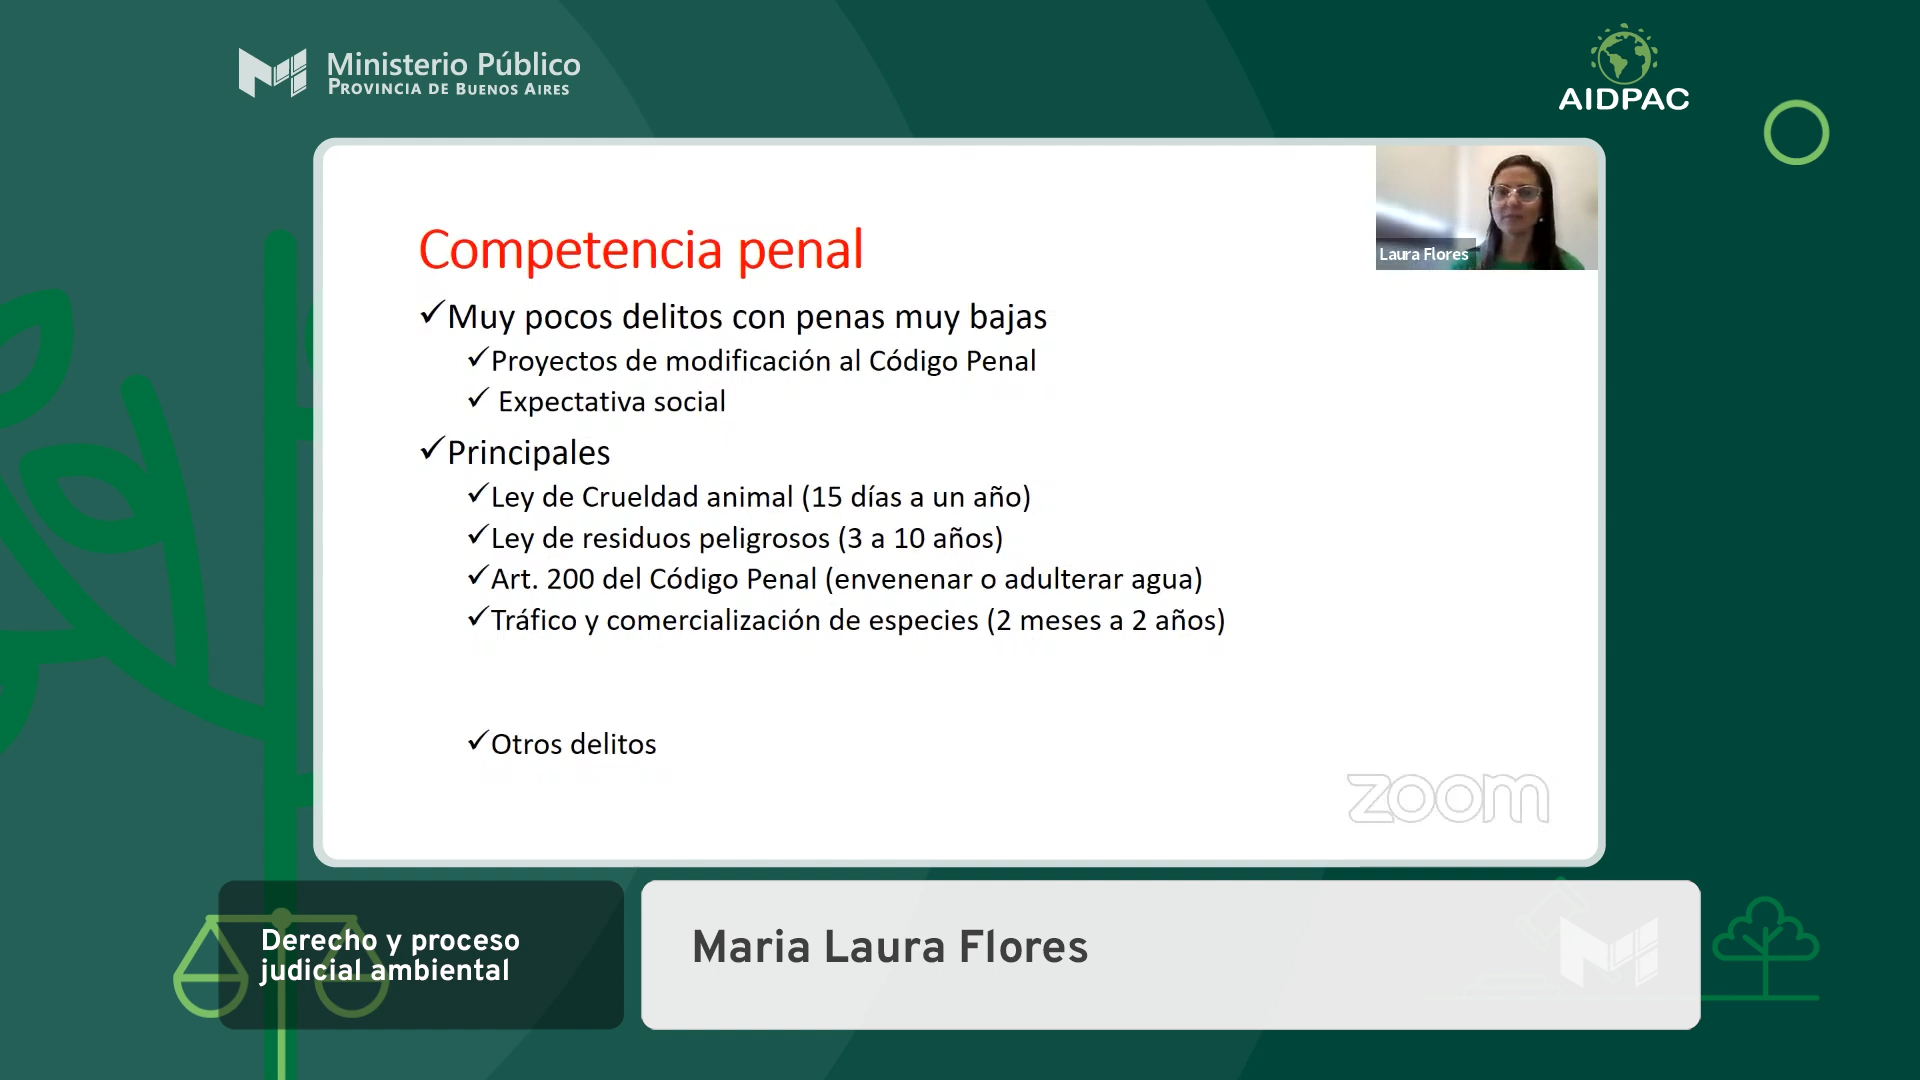 Ministerio Público
PROVINCIA DE BUENOS AIRES
AIDPAC
Laura Flores
Competencia penal
✓Muy pocos delitos con penas muy bajas
✓Proyectos de modificación al Código Penal
✓ Expectativa social
✓Principales
✓Ley de Crueldad animal (15 días a un año)
✓Ley de residuos peligrosos (3 a 10 años)
✓Art. 200 del Código Penal (envenenar o adulterar agua)
✓Tráfico y comercialización de especies (2 meses a 2 años)
✓Otros delitos
zoom
Derecho y proceso
judicial ambiental
Maria Laura Flores